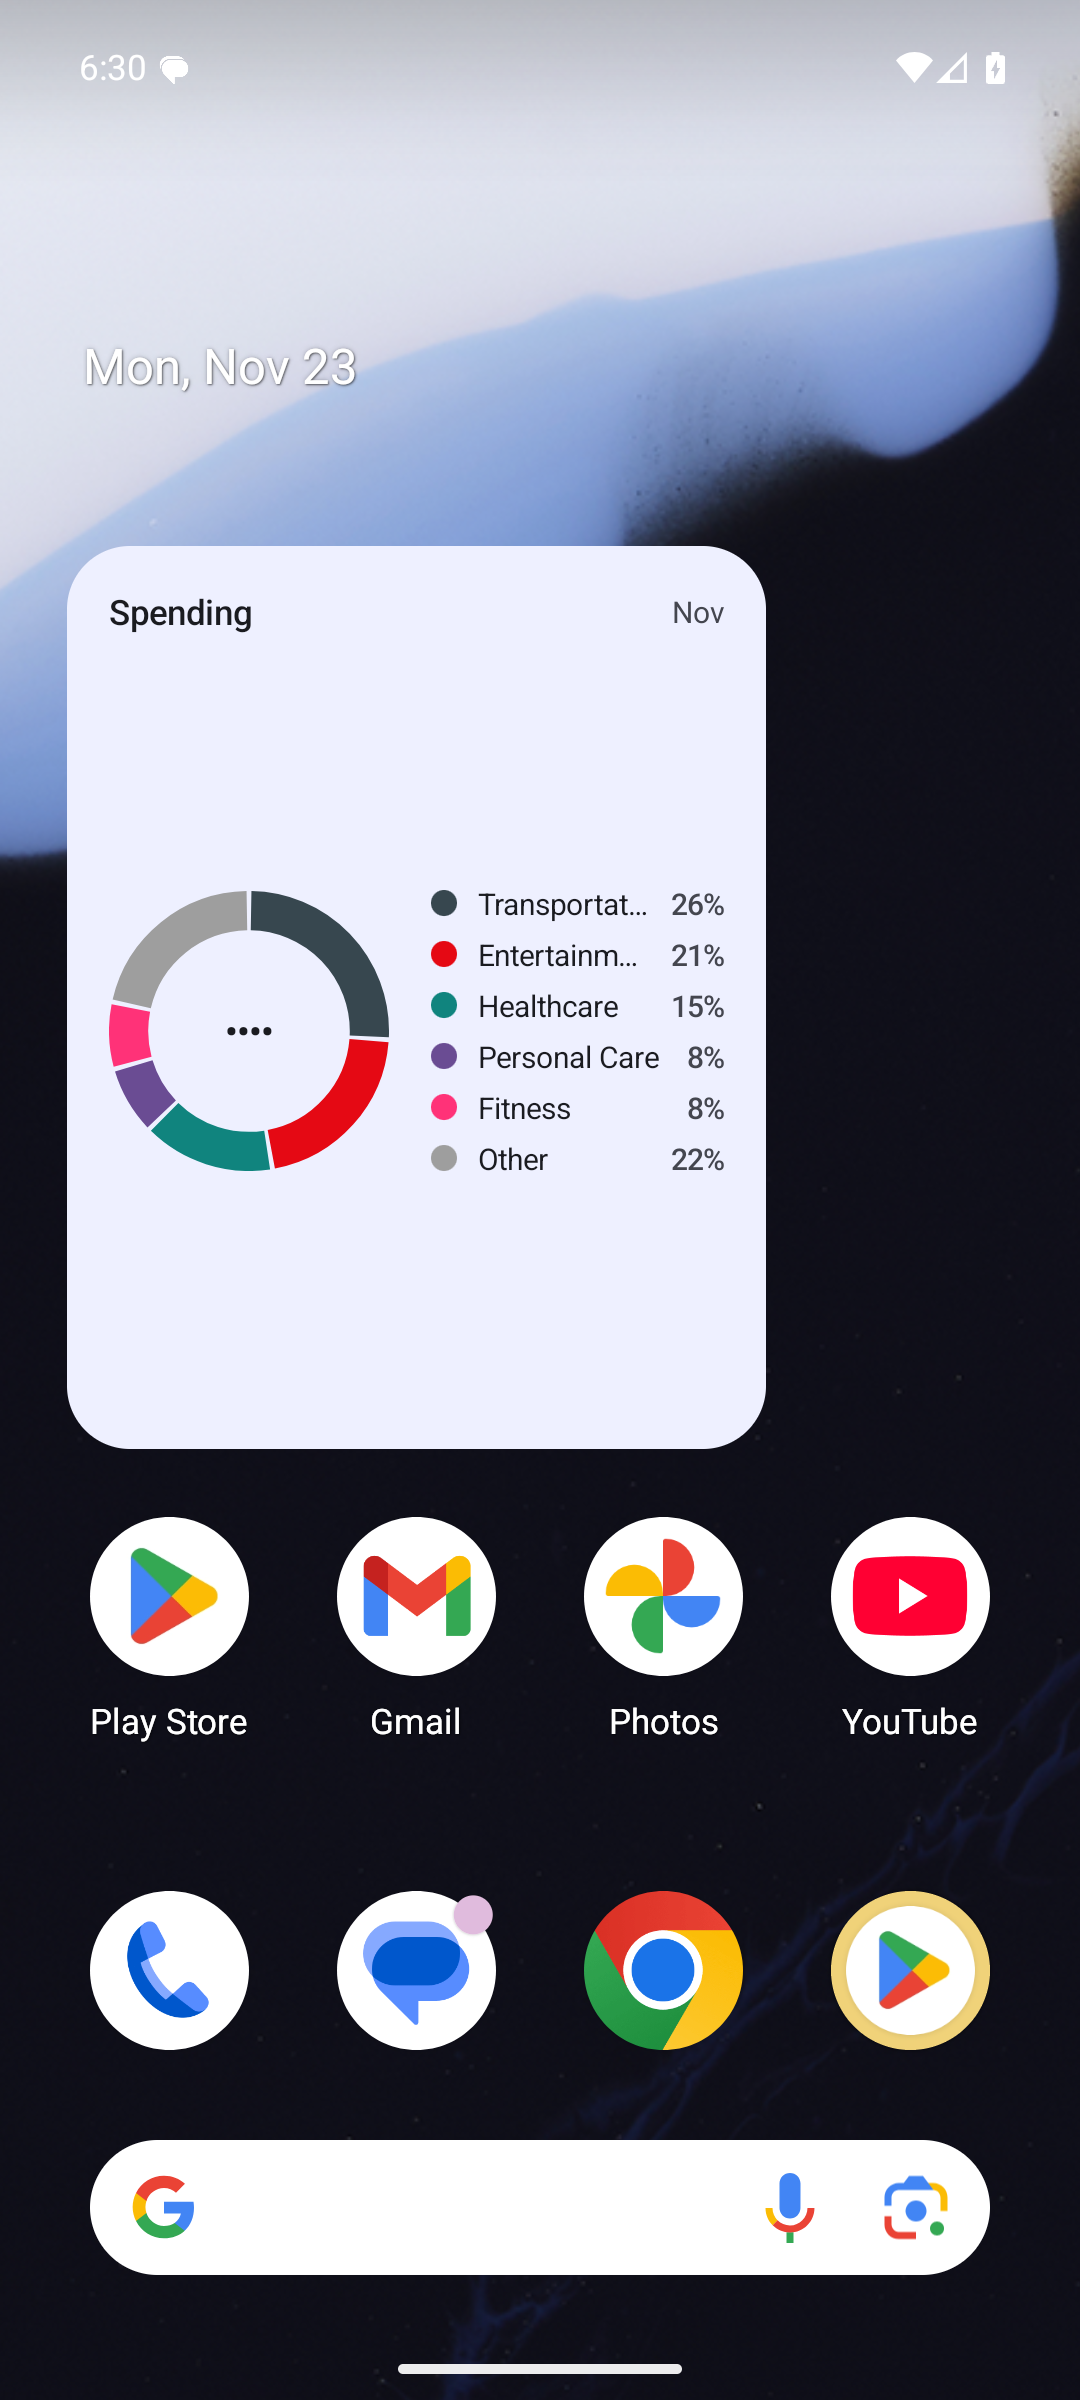 6:30
Mon, Nov 23
Spending Nov
Transportat... 26%
Entertainm... 21%
Healthcare 15%
Personal Care 8%
Fitness 8%
Other 22%
••••
Play Store Gmail Photos YouTube